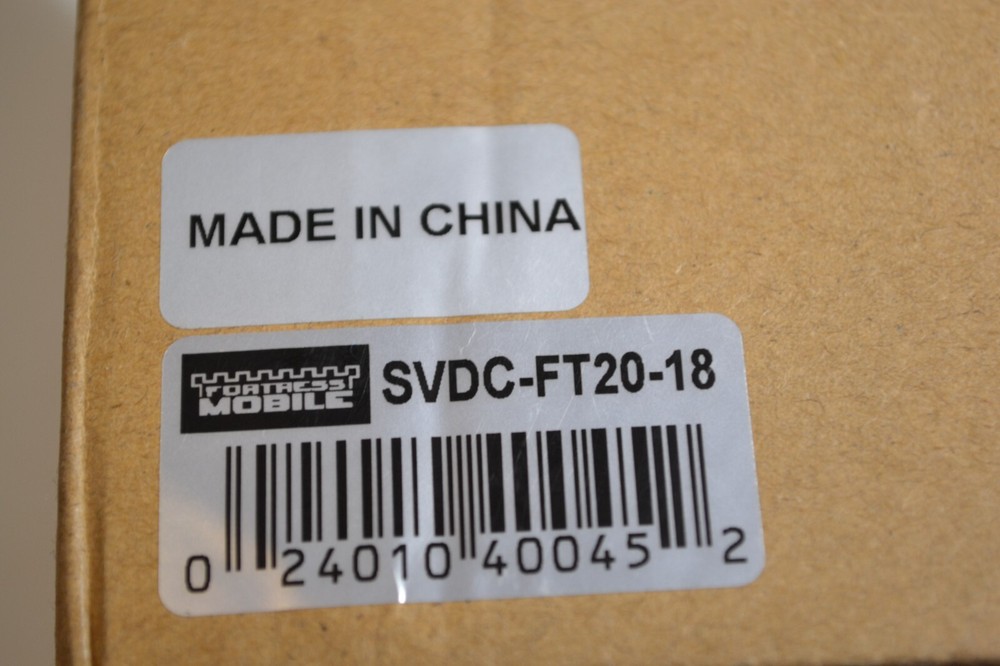 MADE IN CHINA
FORTRESS
MOBILE
SVDC-FT20-18
0 24010 40045 2